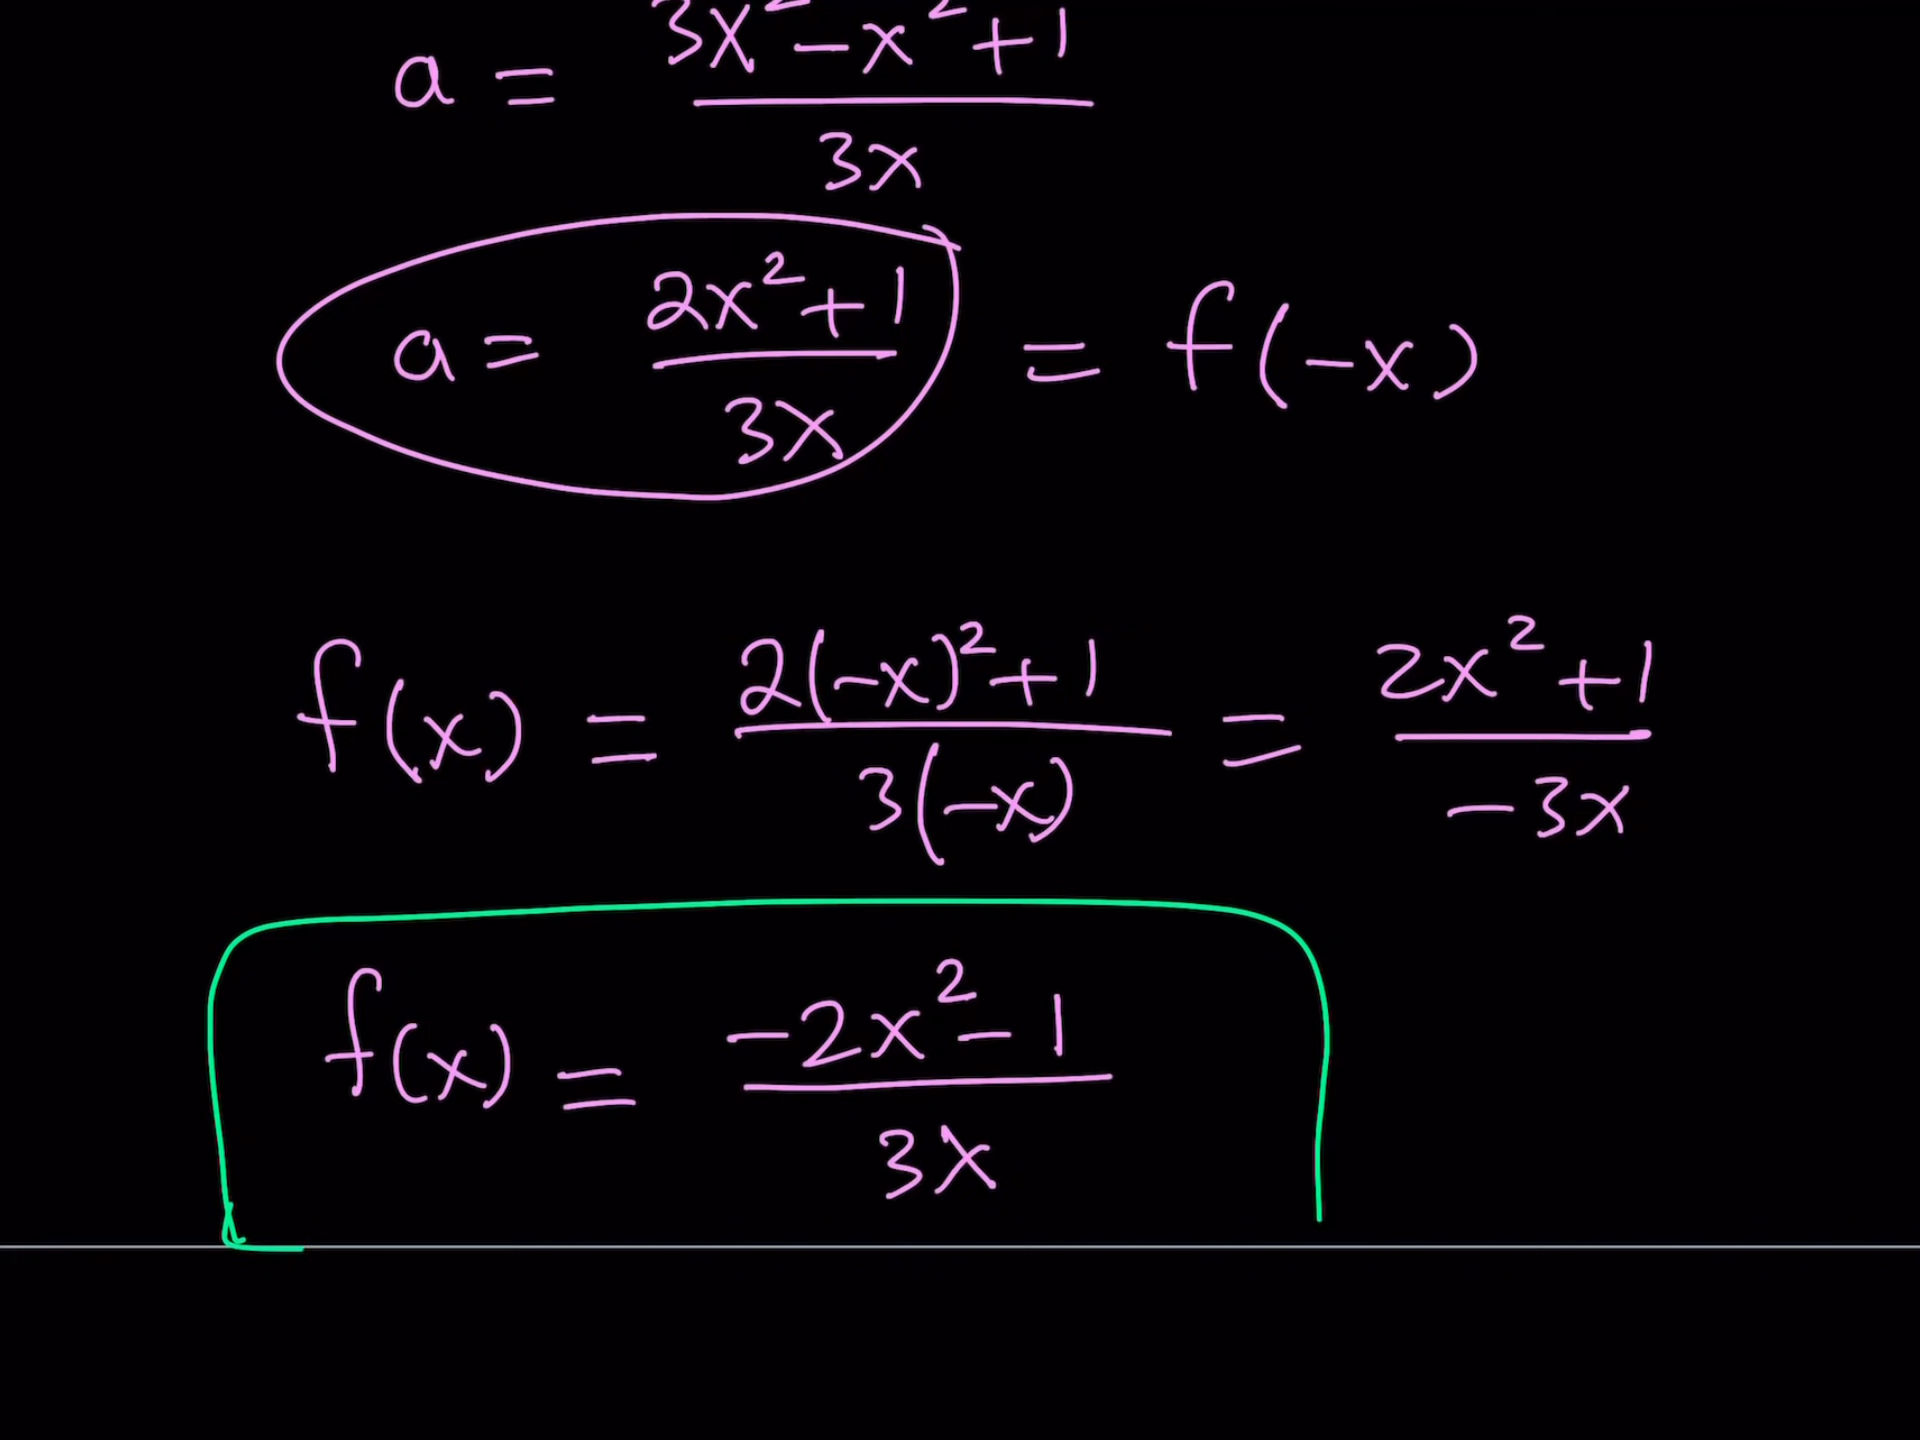 a = (3x² − x² + 1)/(3x)
a = (2x² + 1)/(3x) = f(−x)
f(x) = (2(−x)² + 1)/(3(−x)) = (2x² + 1)/(−3x)
f(x) = (−2x² − 1)/(3x)